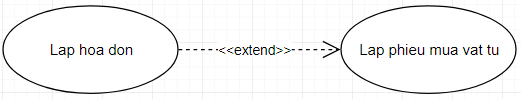 Lap hoa don
<<extend>>
Lap phieu mua vat tu